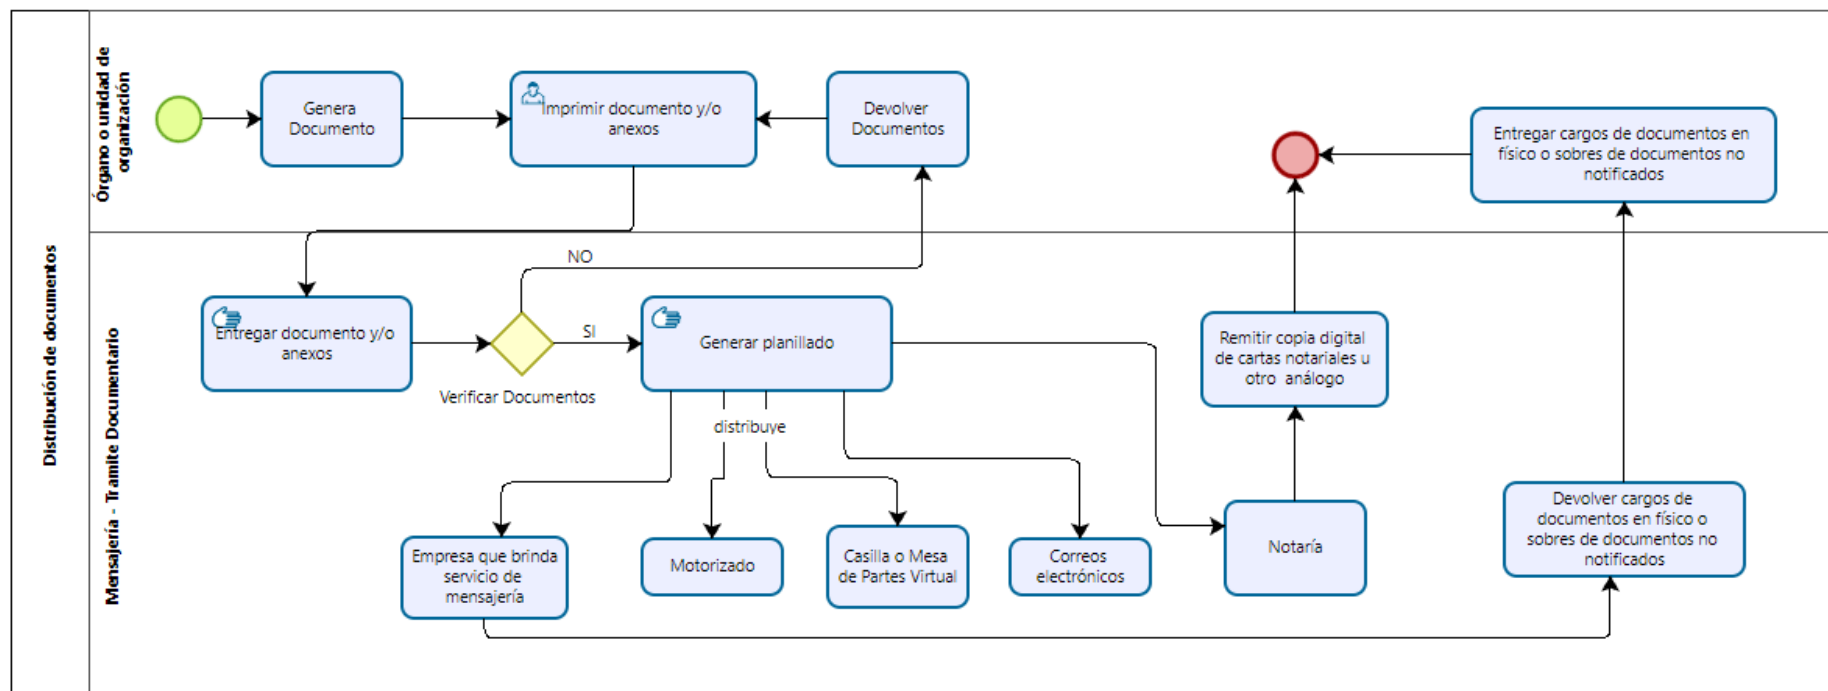 Distribución de documentos
Órgano o unidad de
organización
Genera
Documento
Imprimir documento y/o
anexos
Devolver
Documentos
Entregar cargos de documentos en
físico o sobres de documentos no
notificados
Mensajería - Tramite Documentario
NO
Entregar documento y/o
anexos
Verificar Documentos
SI
Generar planillado
distribuye
Remitir copia digital
de cartas notariales u
otro análogo
Empresa que brinda
servicio de
mensajería
Motorizado
Casilla o Mesa
de Partes Virtual
Correos
electrónicos
Notaría
Devolver cargos de
documentos en físico o
sobres de documentos no
notificados